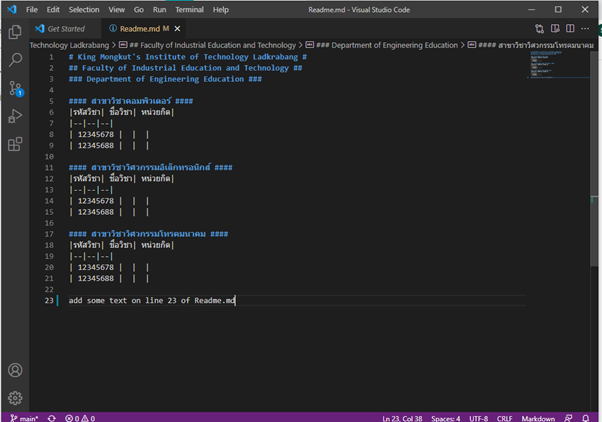 File Edit Selection View Go Run Terminal Help Readme.md - Visual Studio Code
Get Started Readme.md M
Technology Ladkrabang > ## Faculty of Industrial Education and Technology > ### Department of Engineering Education > #### สาขาวิชาวิศวกรรมโทรคมนาคม
1 # King Mongkut's Institute of Technology Ladkrabang #
2 ## Faculty of Industrial Education and Technology ##
3 ### Department of Engineering Education ###
4
5 #### สาขาวิชาคอมพิวเตอร์ ####
6 |รหัสวิชา| ชื่อวิชา| หน่วยกิต|
7 |--|--|--|
8 | 12345678 | | |
9 | 12345688 | | |
10
11 #### สาขาวิชาวิศวกรรมอิเล็กทรอนิกส์ ####
12 |รหัสวิชา| ชื่อวิชา| หน่วยกิต|
13 |--|--|--|
14 | 12345678 | | |
15 | 12345688 | | |
16
17 #### สาขาวิชาวิศวกรรมโทรคมนาคม ####
18 |รหัสวิชา| ชื่อวิชา| หน่วยกิต|
19 |--|--|--|
20 | 12345678 | | |
21 | 12345688 | | |
22
23 add some text on line 23 of Readme.md
1
main* 0 0 Ln 23, Col 38 Spaces: 4 UTF-8 CRLF Markdown